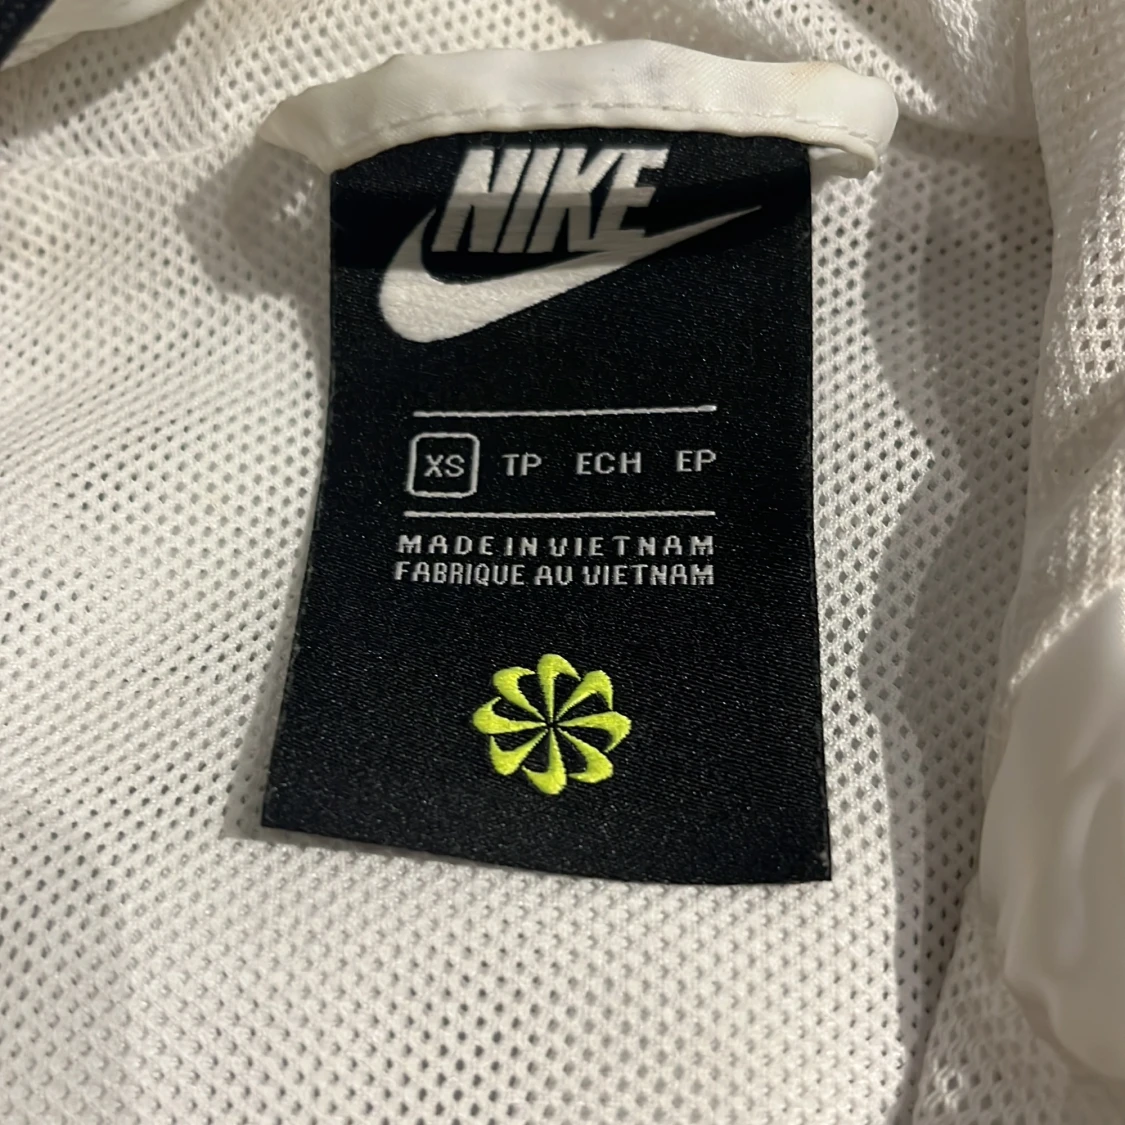 NIKE
XS TP ECH EP
MADE IN VIETNAM
FABRIQUE AU VIETNAM